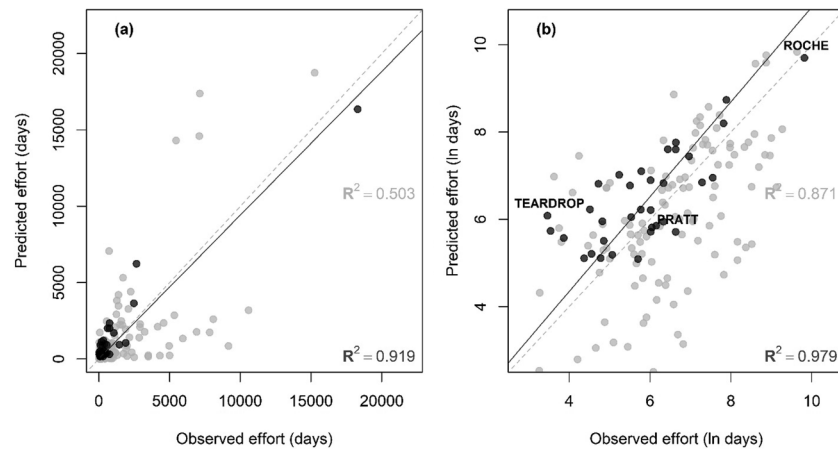 (a)
20000
15000
10000
5000
0
Predicted effort (days)
R² = 0.503
R² = 0.919
0 5000 10000 15000 20000
Observed effort (days)
(b)
10
8
6
4
Predicted effort (ln days)
ROCHE
TEARDROP
PRATT
R² = 0.871
R² = 0.979
4 6 8 10
Observed effort (ln days)